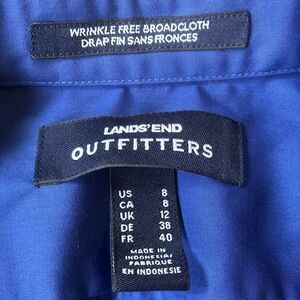 WRINKLE FREE BROADCLOTH
DRAP FIN SANS FRONCES
LANDS' END
OUTFITTERS
US 8
CA 8
UK 12
DE 38
FR 40
MADE IN
INDONESIA/
FABRIQUÉ
EN INDONESIE